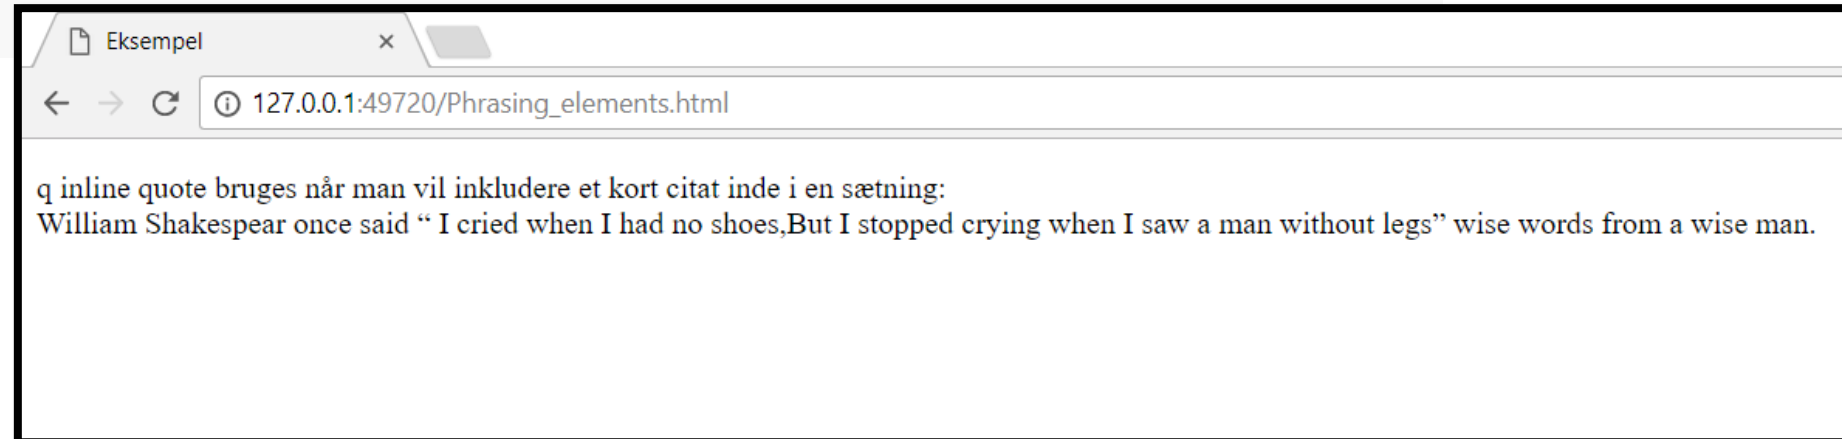 Eksempel
127.0.0.1:49720/Phrasing_elements.html
q inline quote bruges når man vil inkludere et kort citat inde i en sætning:
William Shakespear once said “ I cried when I had no shoes,But I stopped crying when I saw a man without legs” wise words from a wise man.